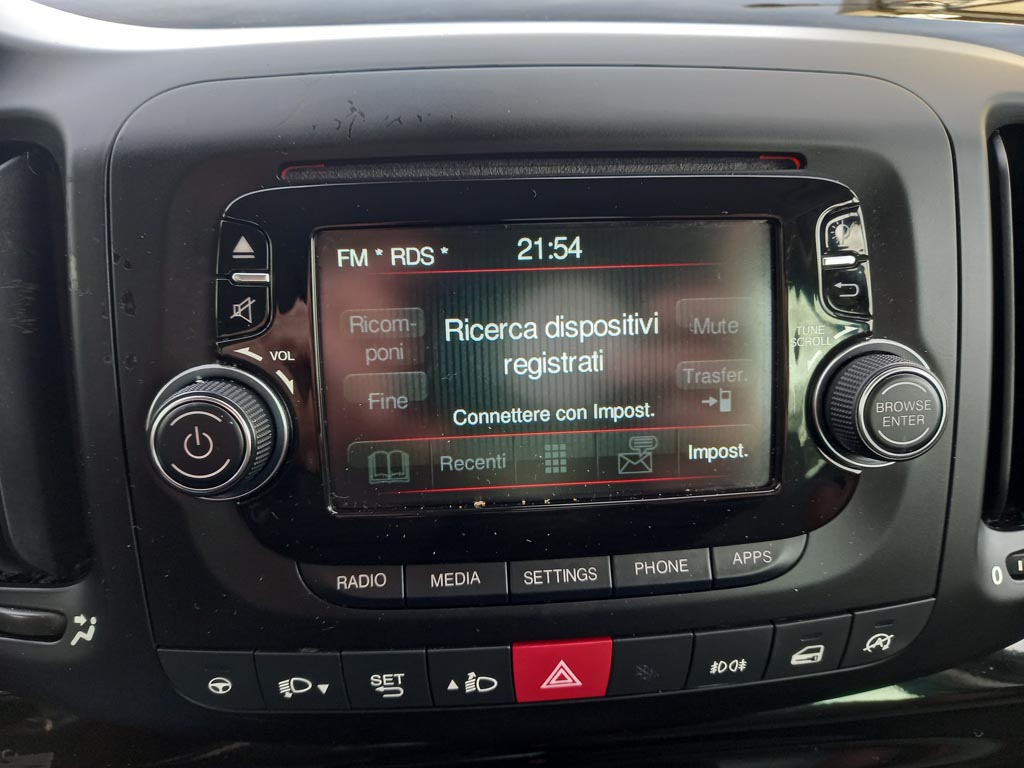 FM * RDS * 21:54
Ricom-
poni
Ricerca dispositivi
registrati
Mute
Fine
Trasfer.
Connettere con Impost.
Recenti
Impost.
VOL
TUNE
SCROLL
BROWSE
ENTER
RADIO MEDIA SETTINGS PHONE APPS
SET
0